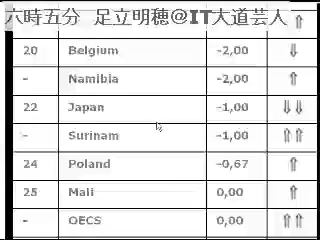 六時五分 足立明穂@IT大道芸人 ⇑
20 Belgium -2,00 ⇓
- Namibia -2,00 ⇑
22 Japan -1,00 ⇓⇓
- Surinam -1,00 ⇑⇑
24 Poland -0,67 ⇑
25 Mali 0,00 ⇑
- OECS 0,00 ⇑⇑